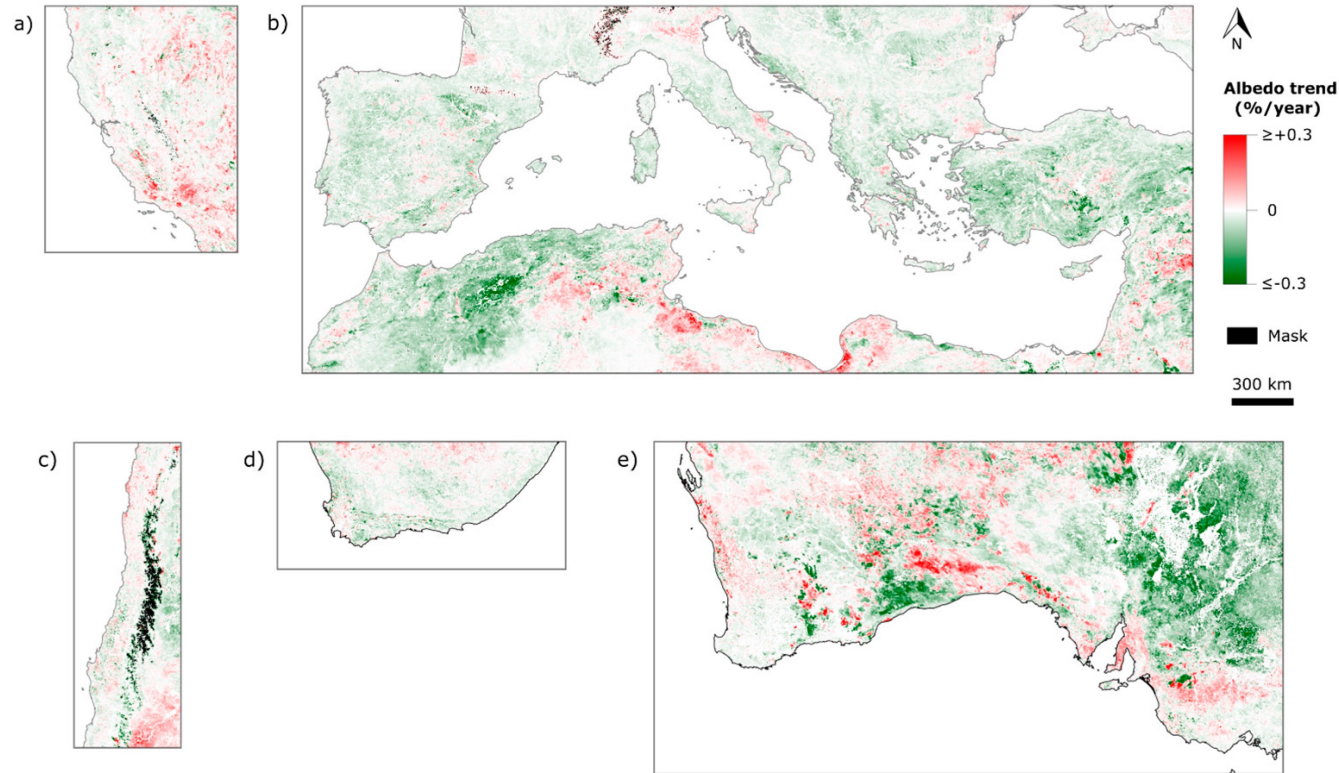 a)
b)
N
Albedo trend
(%/year)
≥+0.3
0
≤-0.3
Mask
300 km
c)
d)
e)